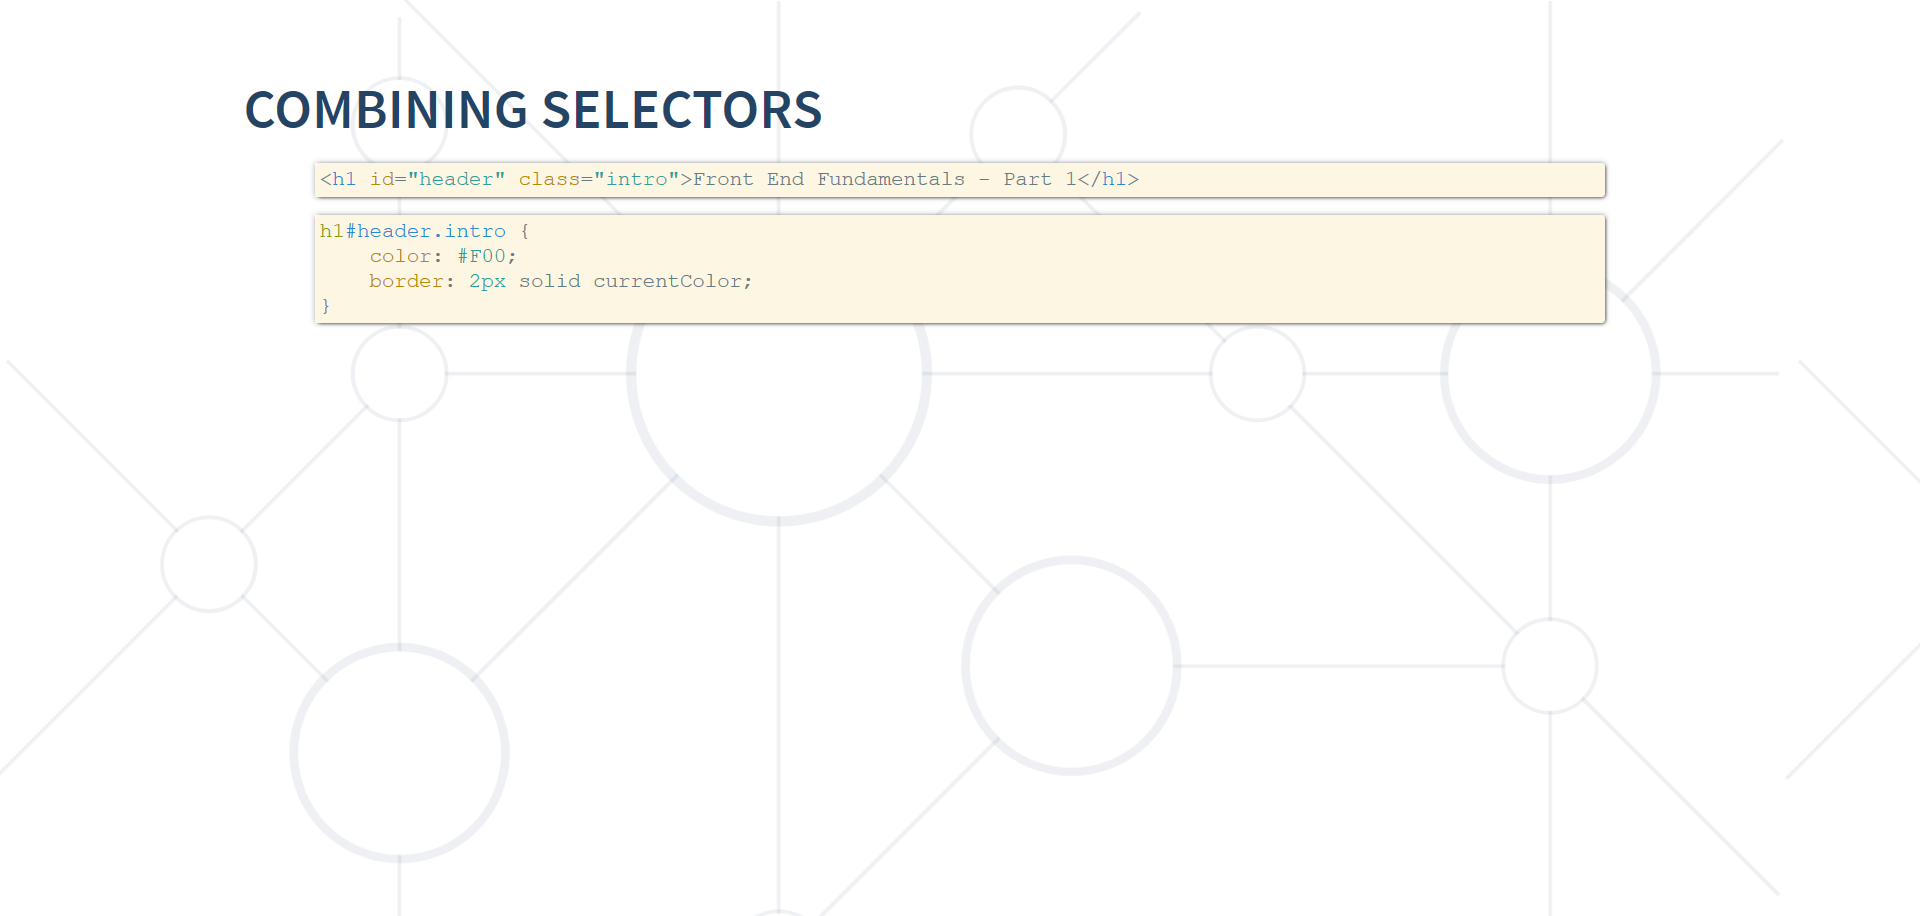 COMBINING SELECTORS
<h1 id="header" class="intro">Front End Fundamentals - Part 1</h1>
h1#header.intro {
    color: #F00;
    border: 2px solid currentColor;
}